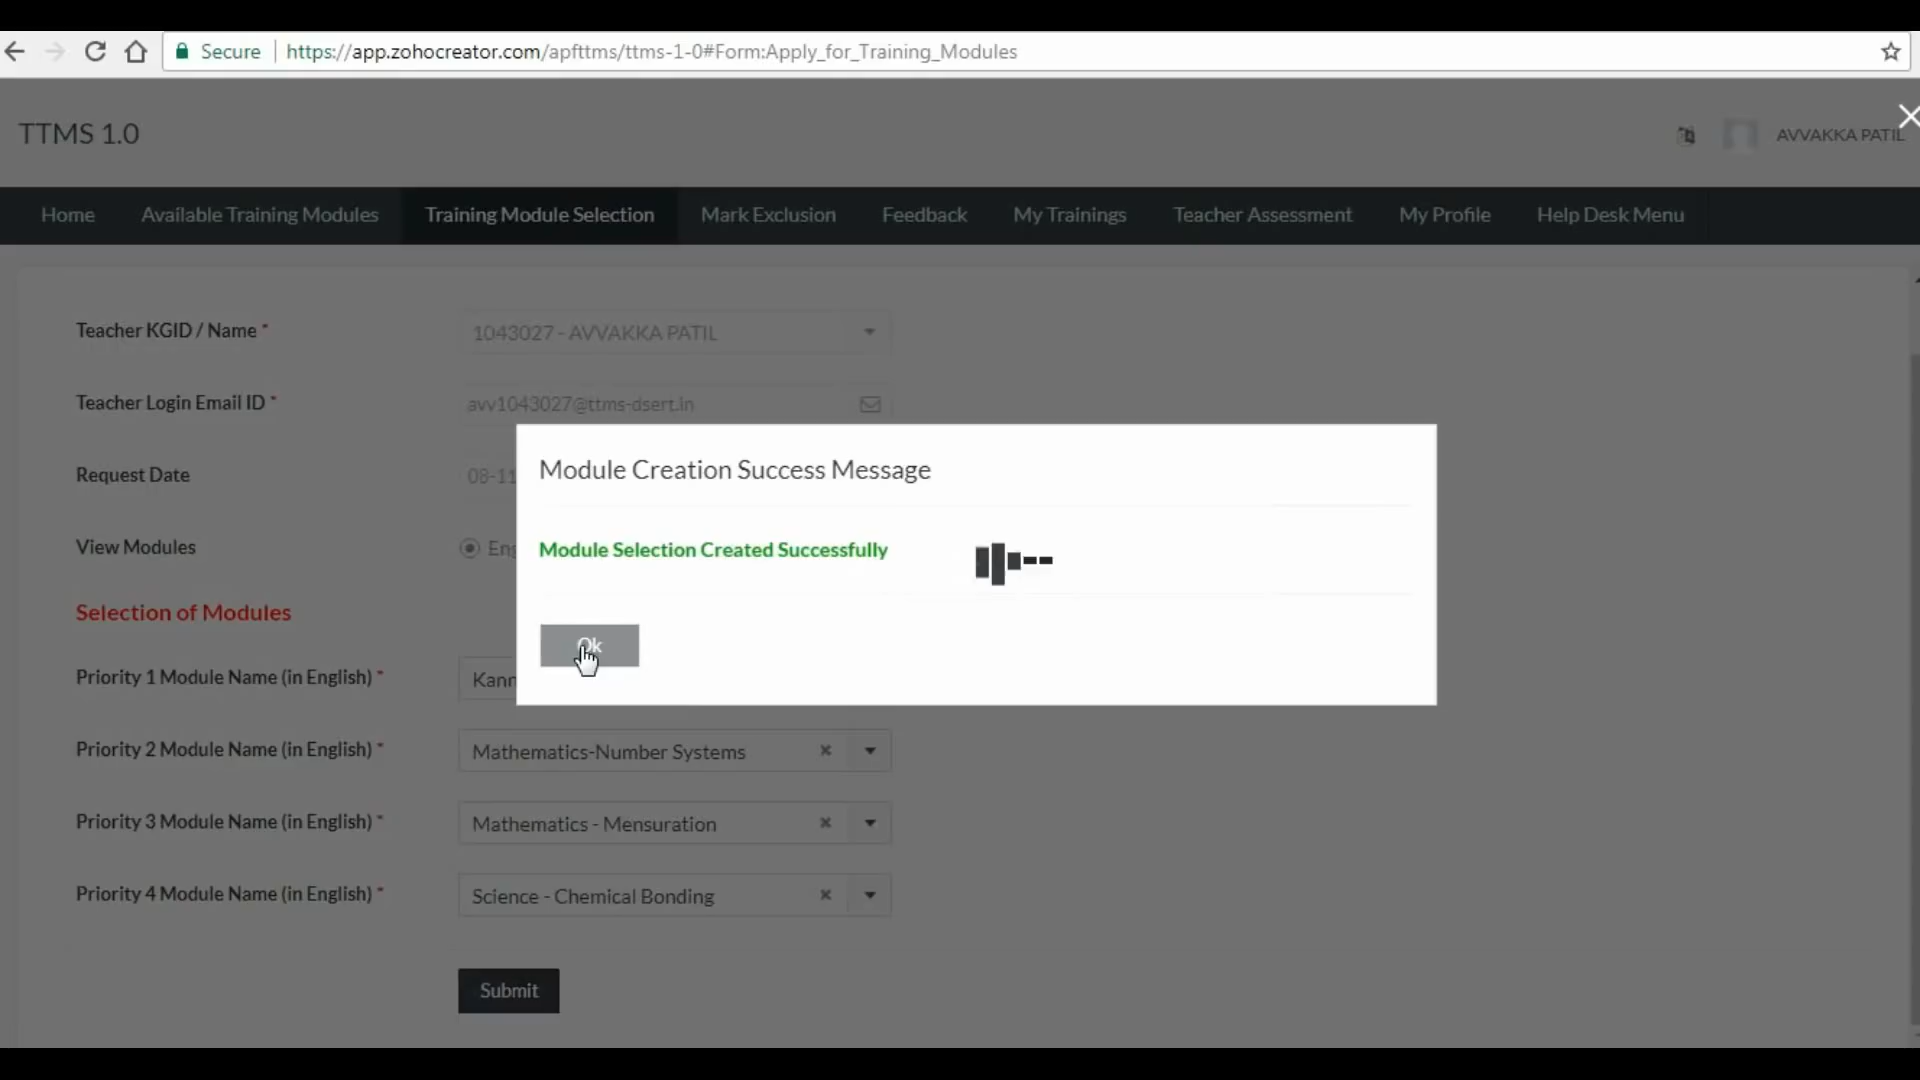 Secure https://app.zohocreator.com/apfttms/ttms-1-0#Form:Apply_for_Training_Modules
TTMS 1.0
AVVAKKA PATIL
Home Available Training Modules Training Module Selection Mark Exclusion Feedback My Trainings Teacher Assessment My Profile Help Desk Menu
Teacher KGID / Name *
1043027 - AVVAKKA PATIL
Teacher Login Email ID *
avv1043027@ttms-dsert.in
Request Date
08-11
View Modules
Eng
Module Creation Success Message
Module Selection Created Successfully
Ok
Selection of Modules
Priority 1 Module Name (in English) *
Kann
Priority 2 Module Name (in English) *
Mathematics-Number Systems
Priority 3 Module Name (in English) *
Mathematics - Mensuration
Priority 4 Module Name (in English) *
Science - Chemical Bonding
Submit